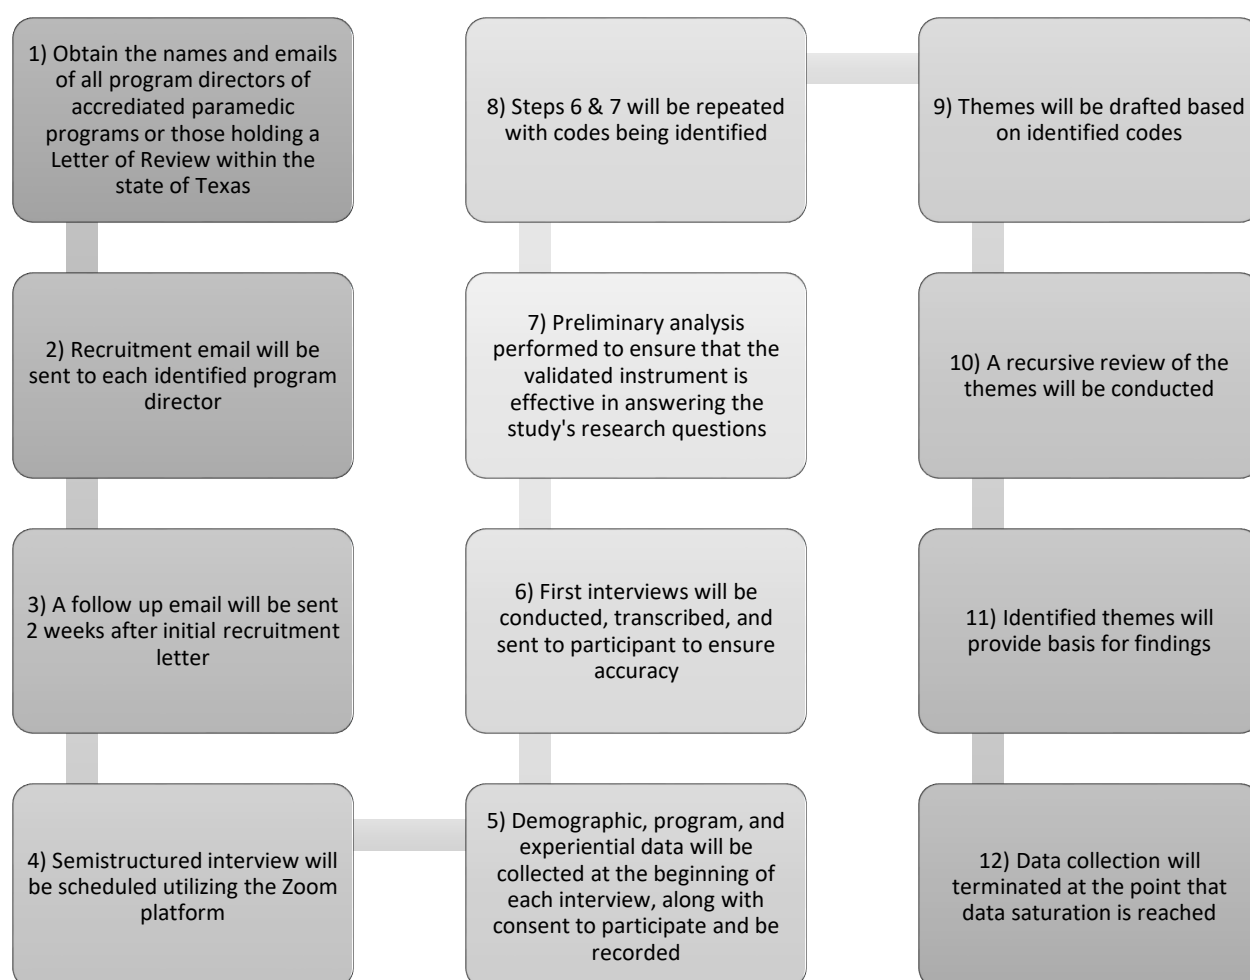 1) Obtain the names and emails
of all program directors of
accrediated paramedic
programs or those holding a
Letter of Review within the
state of Texas
2) Recruitment email will be
sent to each identified program
director
3) A follow up email will be sent
2 weeks after initial recruitment
letter
4) Semistructured interview will
be scheduled utilizing the Zoom
platform
5) Demographic, program, and
experiential data will be
collected at the beginning of
each interview, along with
consent to participate and be
recorded
6) First interviews will be
conducted, transcribed, and
sent to participant to ensure
accuracy
7) Preliminary analysis
performed to ensure that the
validated instrument is
effective in answering the
study's research questions
8) Steps 6 & 7 will be repeated
with codes being identified
9) Themes will be drafted based
on identified codes
10) A recursive review of the
themes will be conducted
11) Identified themes will
provide basis for findings
12) Data collection will
terminated at the point that
data saturation is reached